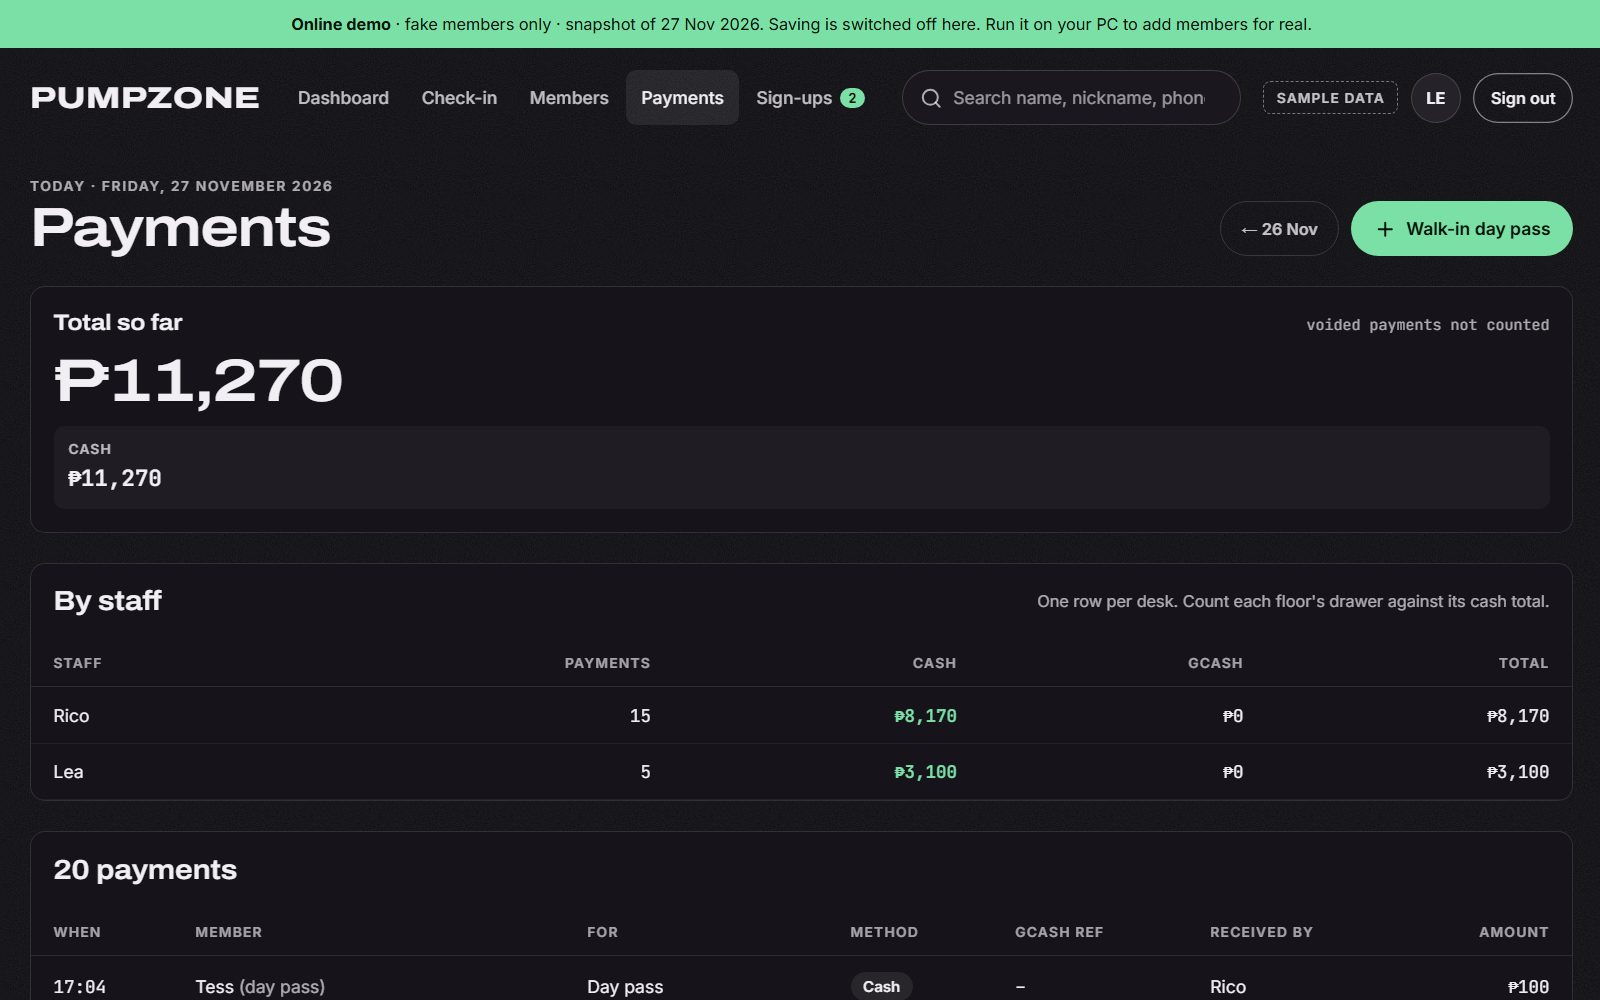 Online demo · fake members only · snapshot of 27 Nov 2026. Saving is switched off here. Run it on your PC to add members for real.
PUMPZONE Dashboard Check-in Members Payments Sign-ups 2 Search name, nickname, phon SAMPLE DATA LE Sign out
TODAY · FRIDAY, 27 NOVEMBER 2026
Payments
← 26 Nov + Walk-in day pass
Total so far voided payments not counted
₱11,270
CASH
₱11,270
By staff One row per desk. Count each floor's drawer against its cash total.
STAFF PAYMENTS CASH GCASH TOTAL
Rico 15 ₱8,170 ₱0 ₱8,170
Lea 5 ₱3,100 ₱0 ₱3,100
20 payments
WHEN MEMBER FOR METHOD GCASH REF RECEIVED BY AMOUNT
17:04 Tess (day pass) Day pass Cash – Rico ₱100